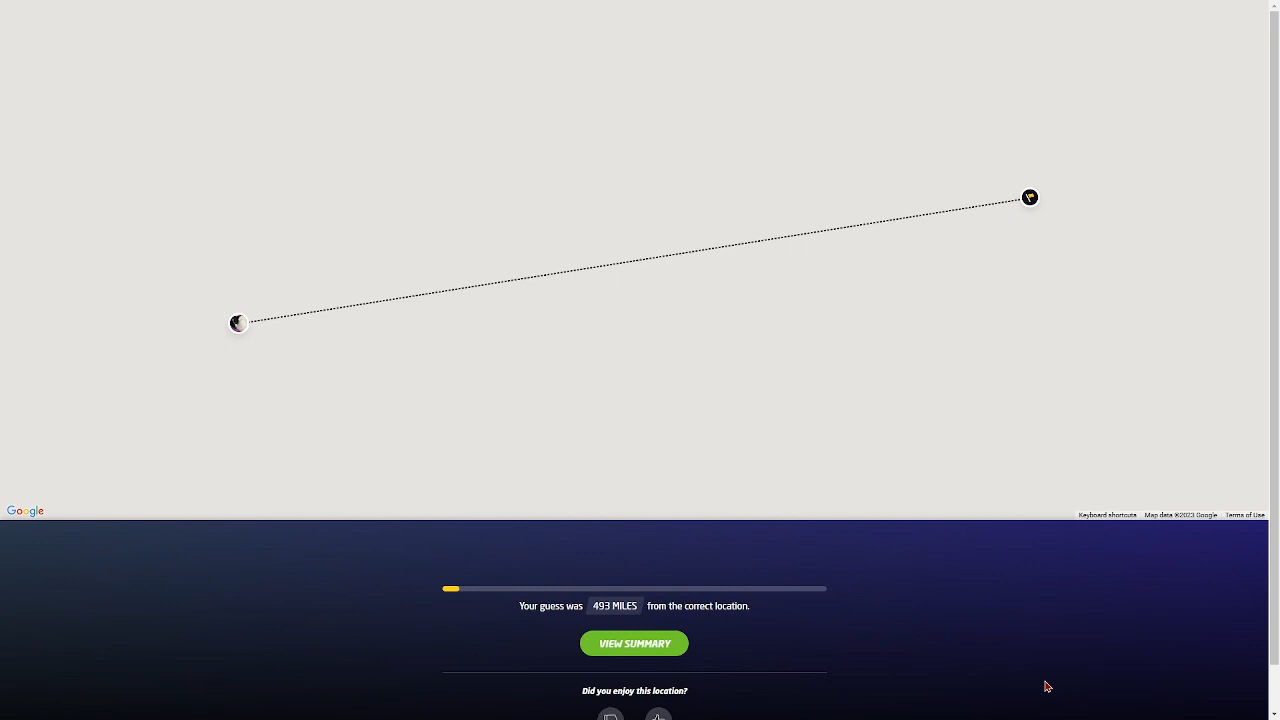 Google
Keyboard shortcuts Map data ©2023 Google Terms of Use
Your guess was 493 MILES from the correct location.
VIEW SUMMARY
Did you enjoy this location?